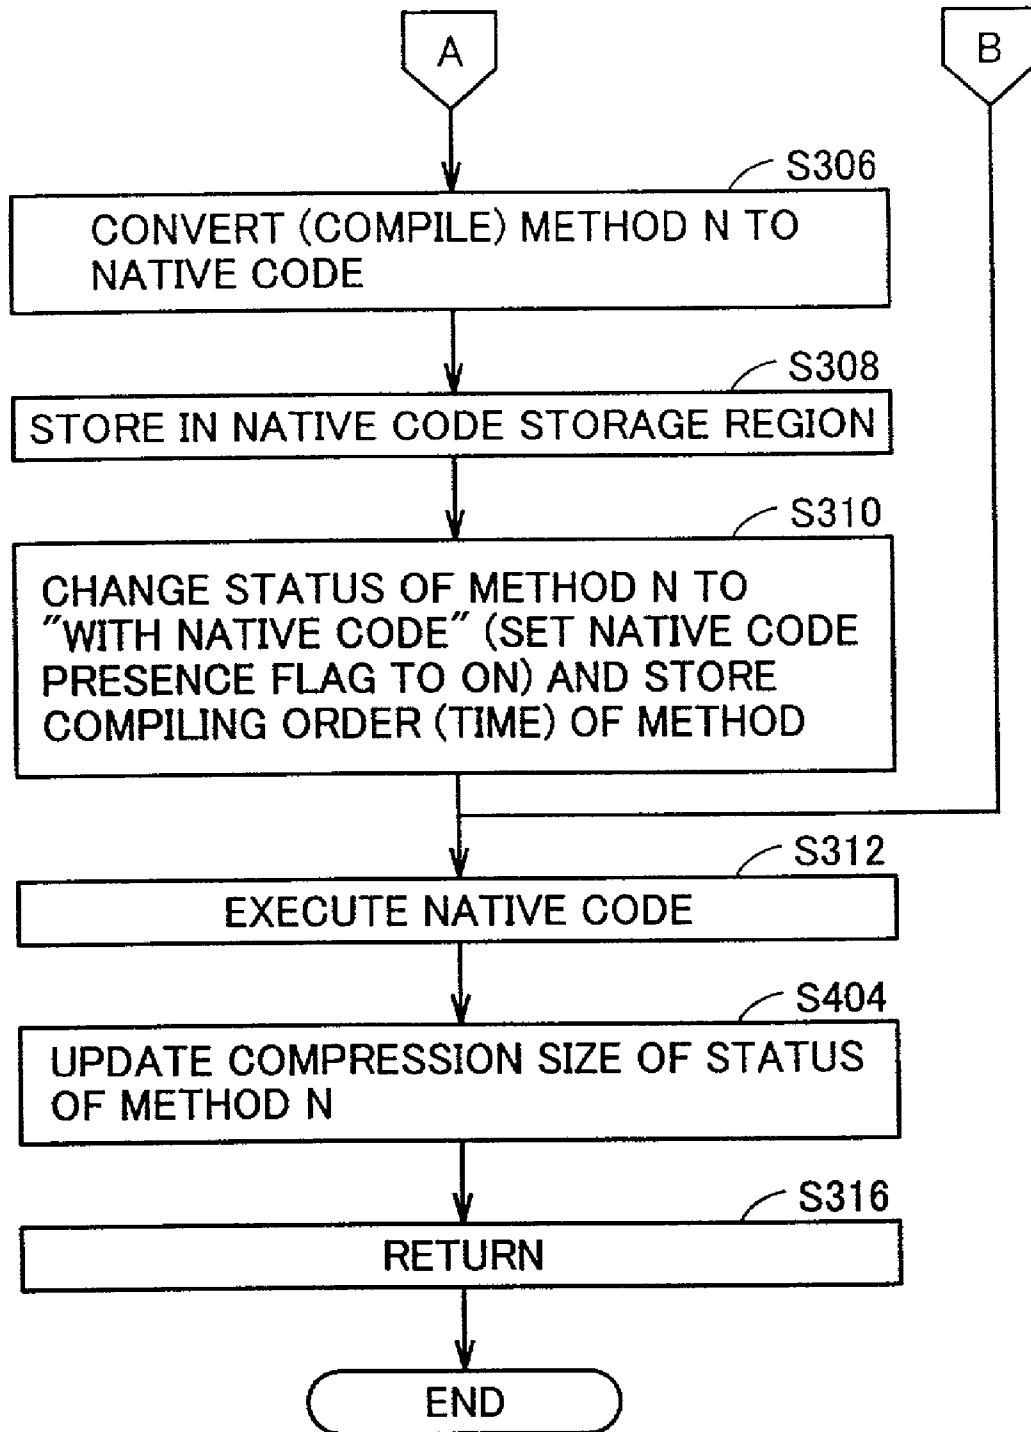 A
B
S306
CONVERT (COMPILE) METHOD N TO
NATIVE CODE
S308
STORE IN NATIVE CODE STORAGE REGION
S310
CHANGE STATUS OF METHOD N TO
"WITH NATIVE CODE" (SET NATIVE CODE
PRESENCE FLAG TO ON) AND STORE
COMPILING ORDER (TIME) OF METHOD
S312
EXECUTE NATIVE CODE
S404
UPDATE COMPRESSION SIZE OF STATUS
OF METHOD N
S316
RETURN
END